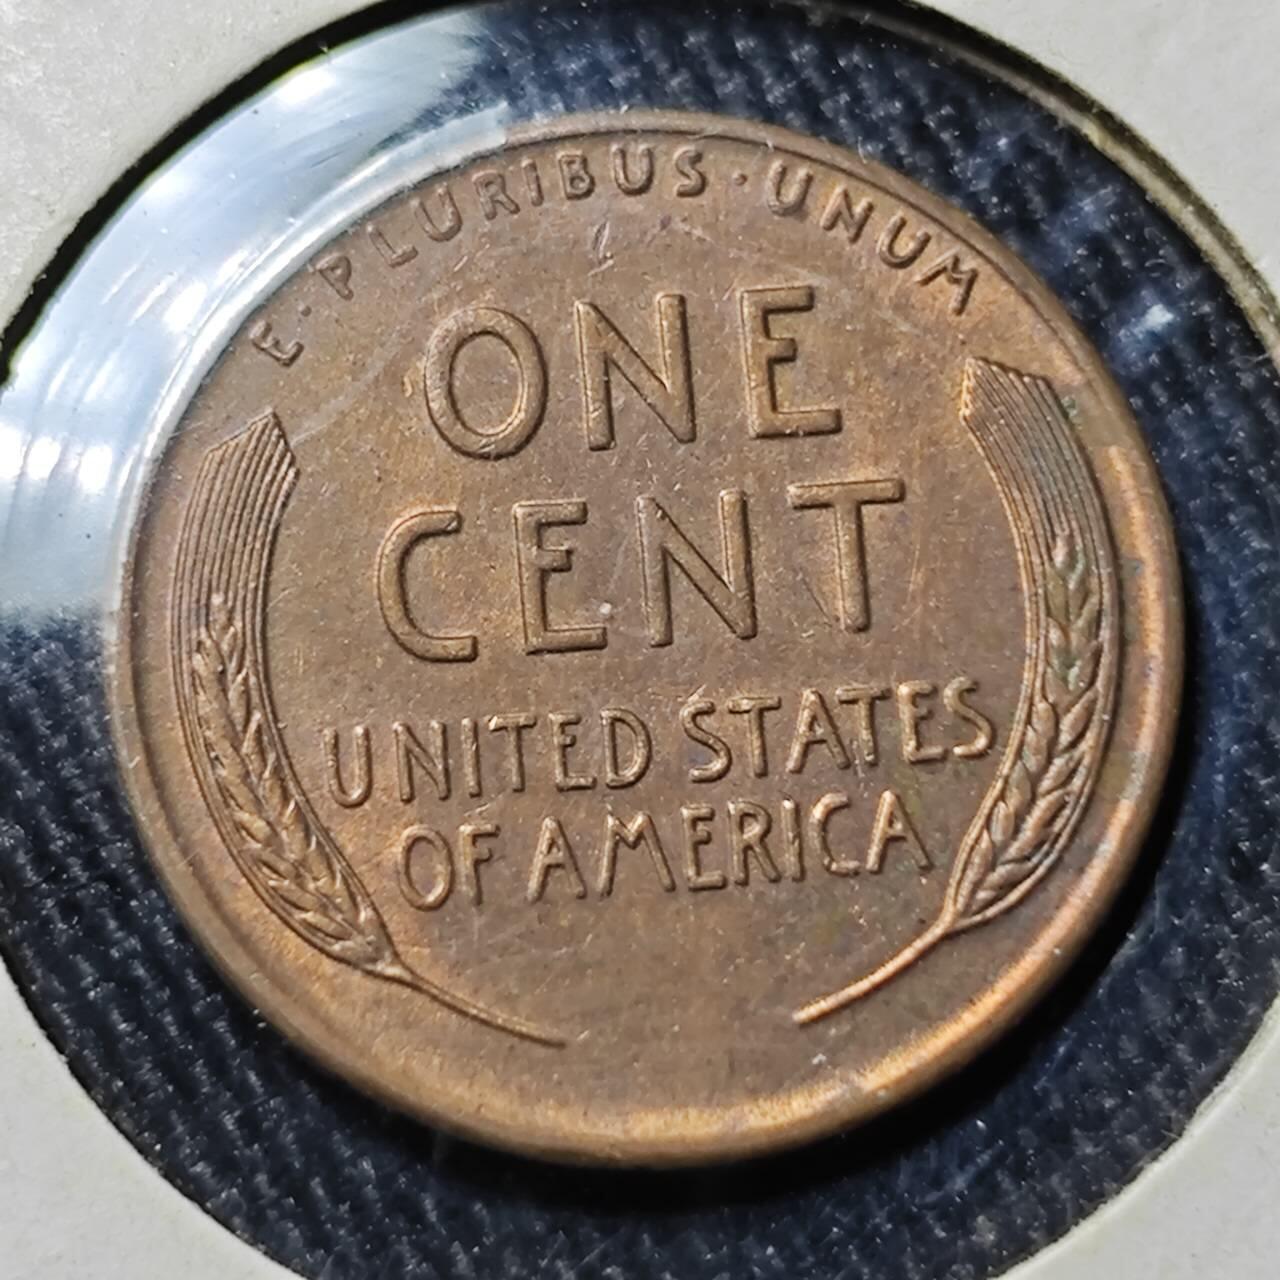 E·PLURIBUS·UNUM
ONE
CENT
UNITED STATES
OF AMERICA